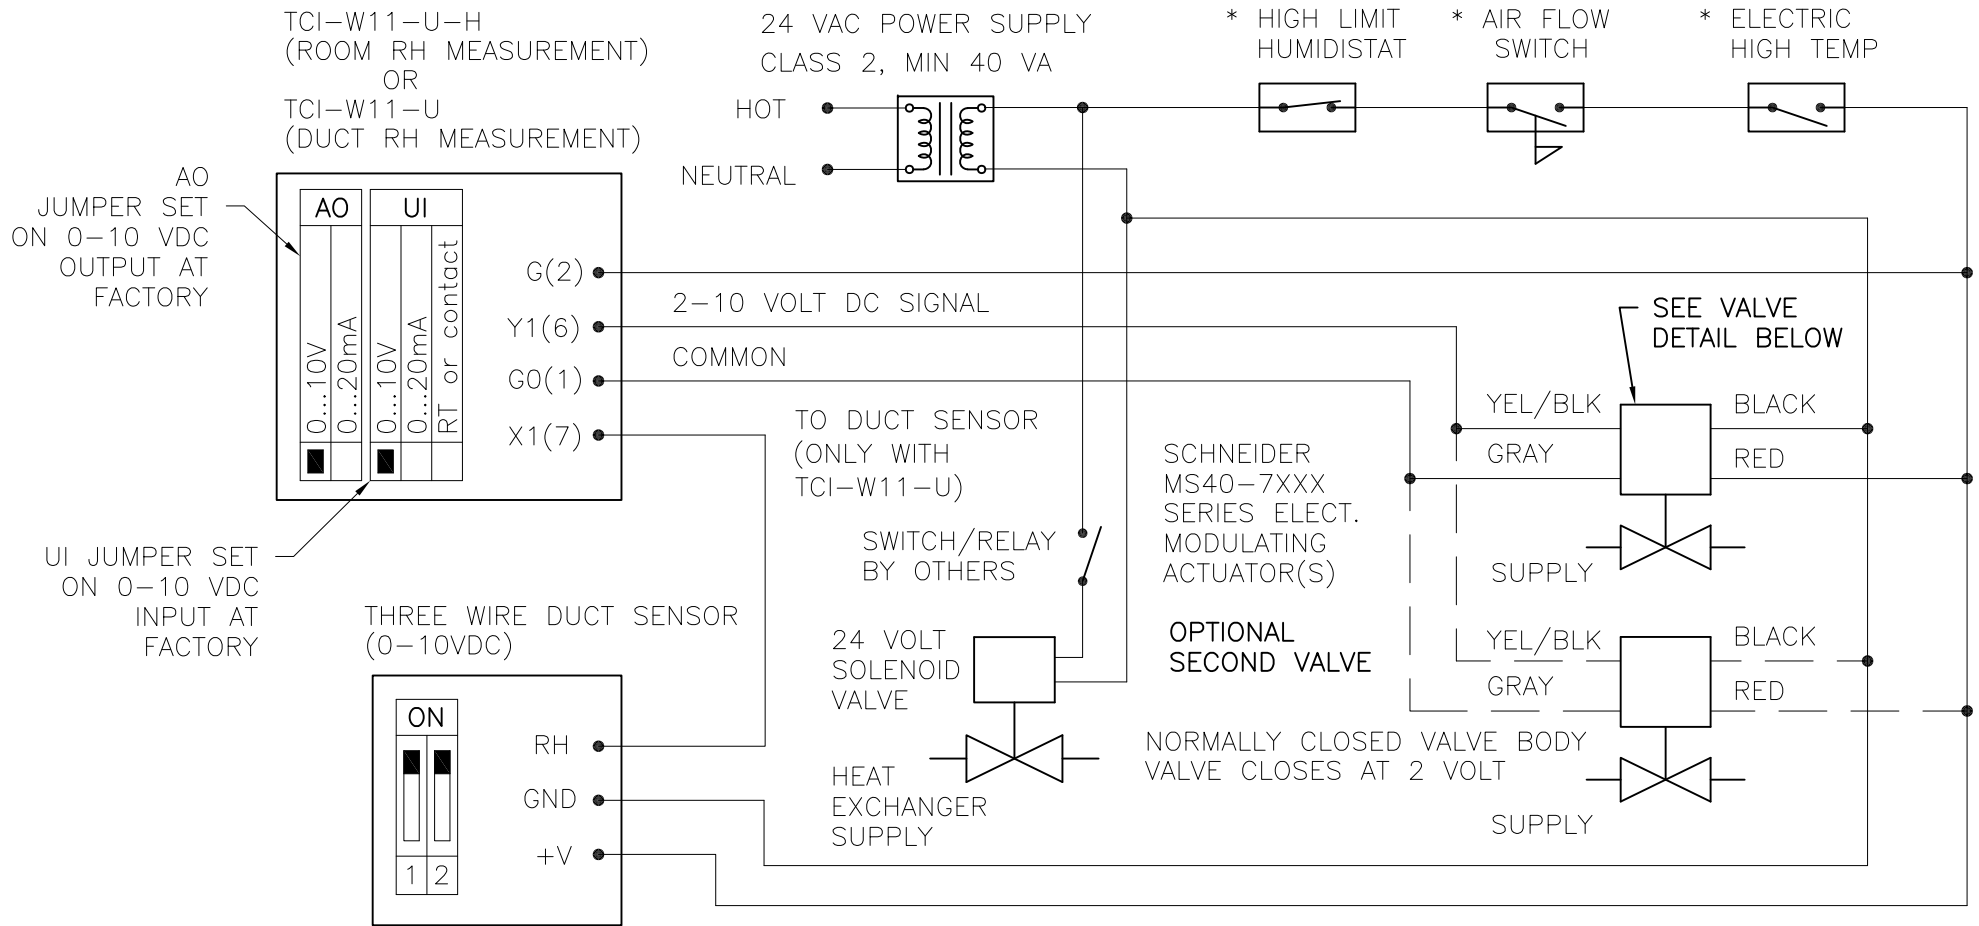 TCI-W11-U-H
(ROOM RH MEASUREMENT)
OR
TCI-W11-U
(DUCT RH MEASUREMENT)
24 VAC POWER SUPPLY
CLASS 2, MIN 40 VA
HOT
NEUTRAL
* HIGH LIMIT
HUMIDISTAT
* AIR FLOW
SWITCH
* ELECTRIC
HIGH TEMP
AO
JUMPER SET
ON 0-10 VDC
OUTPUT AT
FACTORY
AO
UI
0...10V
0...20mA
0...10V
0...20mA
RT or contact
G(2)
Y1(6)
G0(1)
X1(7)
2-10 VOLT DC SIGNAL
COMMON
TO DUCT SENSOR
(ONLY WITH
TCI-W11-U)
SEE VALVE
DETAIL BELOW
YEL/BLK
GRAY
BLACK
RED
SCHNEIDER
MS40-7XXX
SERIES ELECT.
MODULATING
ACTUATOR(S)
SUPPLY
SWITCH/RELAY
BY OTHERS
UI JUMPER SET
ON 0-10 VDC
INPUT AT
FACTORY
THREE WIRE DUCT SENSOR
(0-10VDC)
ON
1
2
RH
GND
+V
24 VOLT
SOLENOID
VALVE
HEAT
EXCHANGER
SUPPLY
OPTIONAL
SECOND VALVE
YEL/BLK
GRAY
BLACK
RED
NORMALLY CLOSED VALVE BODY
VALVE CLOSES AT 2 VOLT
SUPPLY